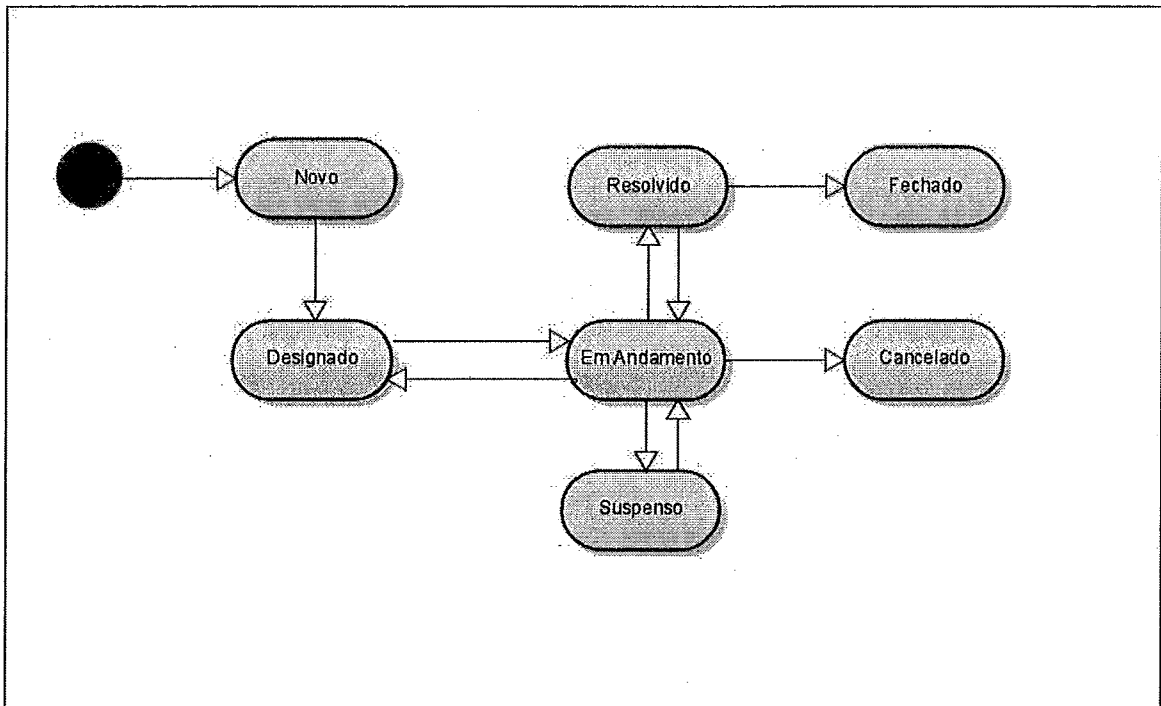 Novo
Resolvido
Fechado
Designado
Em Andamento
Cancelado
Suspenso